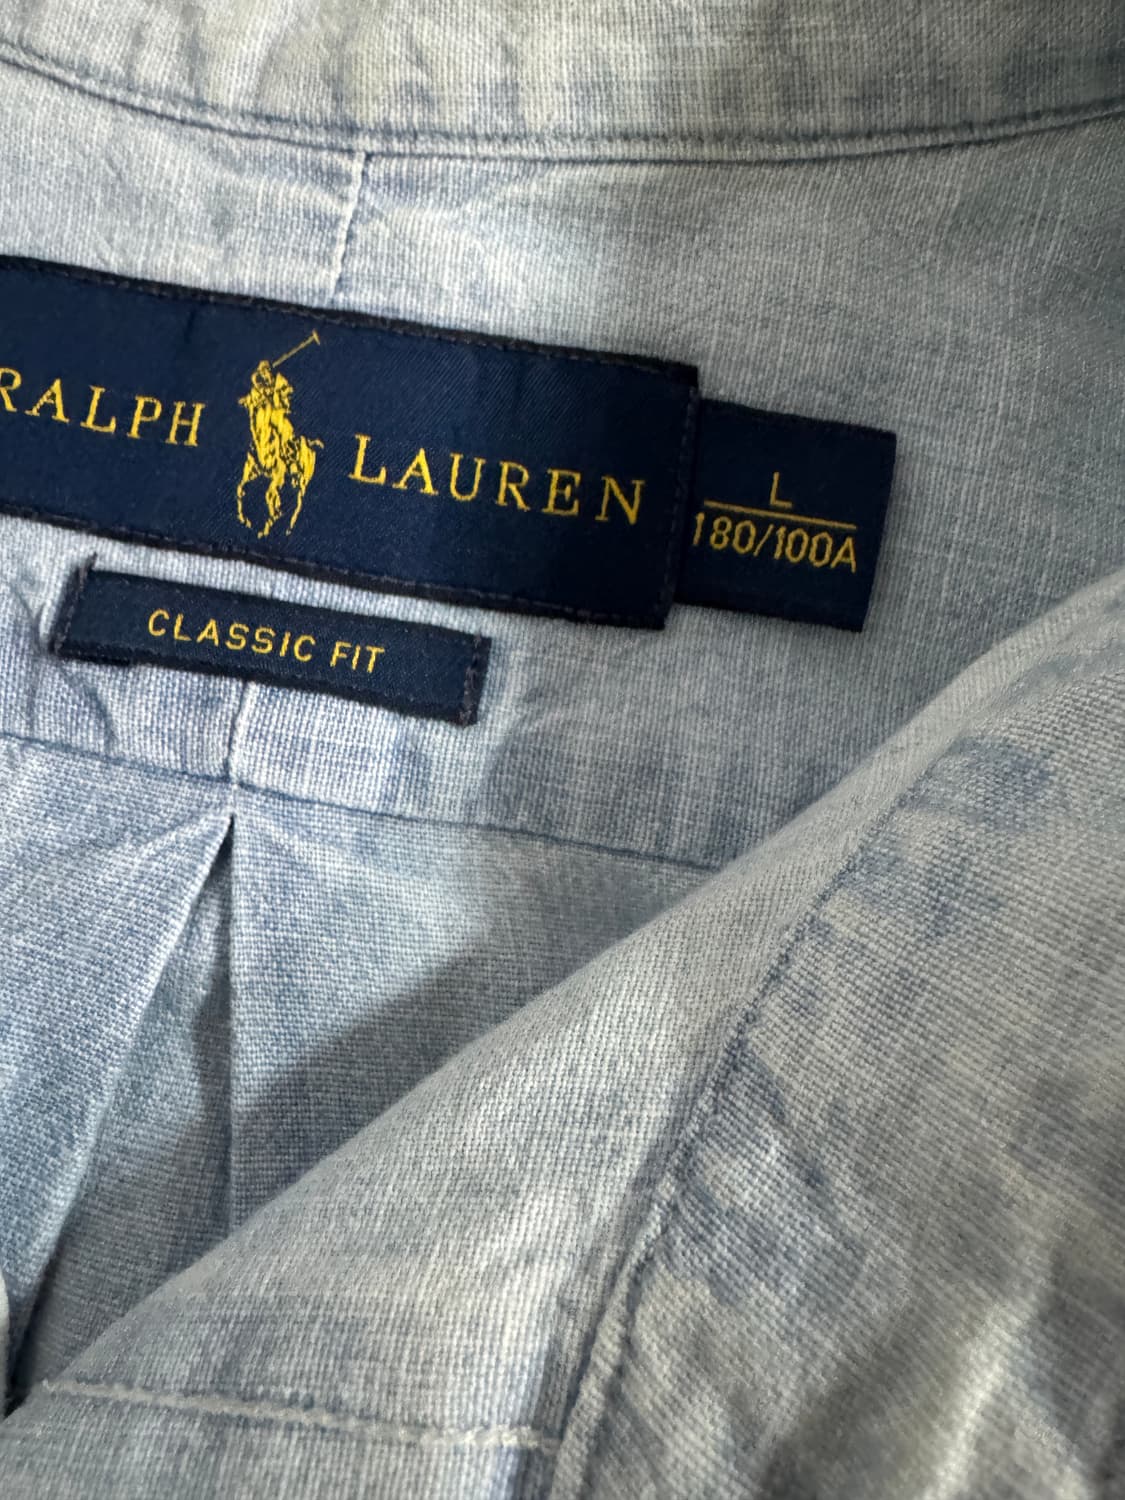 RALPH LAUREN
L
180/100A
CLASSIC FIT